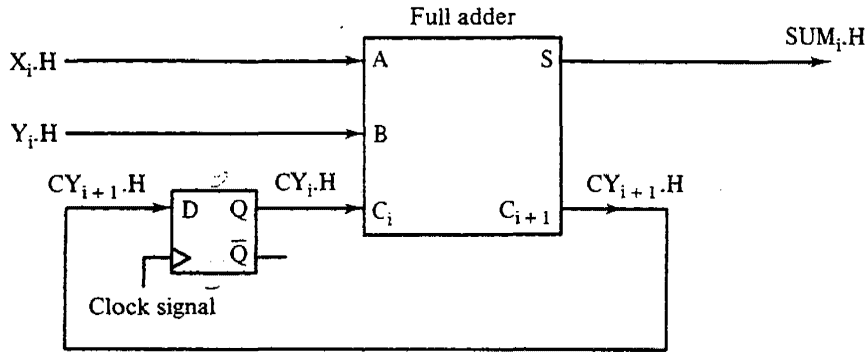 Full adder
SUMᵢ.H
Xᵢ.H
A
S
Yᵢ.H
B
CYᵢ₊₁.H
CYᵢ.H
CYᵢ₊₁.H
D
Q
Cᵢ
Cᵢ₊₁
Q̅
Clock signal